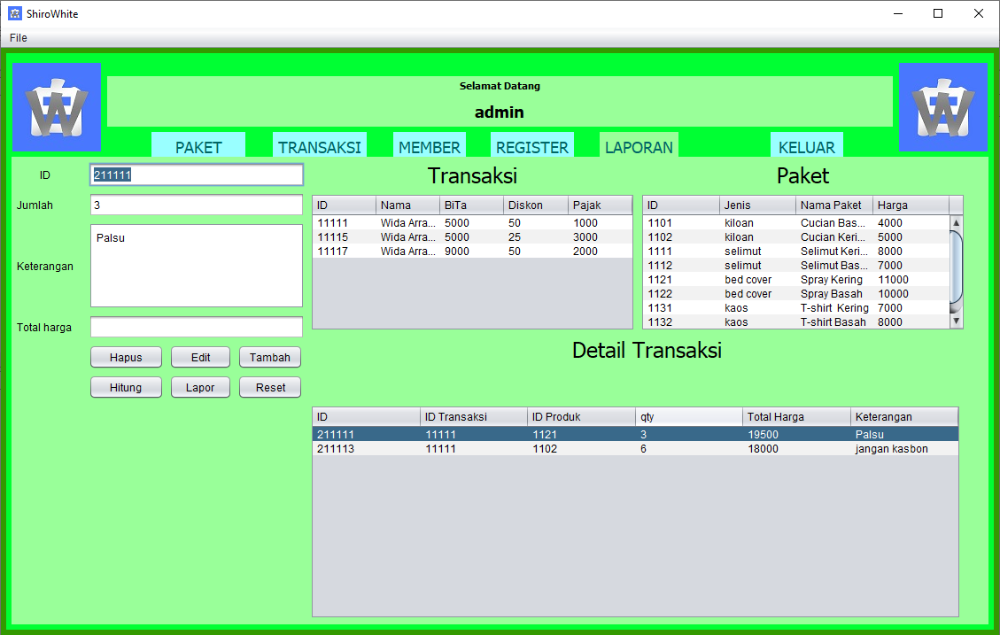 ShiroWhite
File
Selamat Datang
admin
PAKET TRANSAKSI MEMBER REGISTER LAPORAN KELUAR
ID 211111
Jumlah 3
Keterangan Palsu
Total harga
Hapus Edit Tambah
Hitung Lapor Reset
Transaksi
ID Nama BiTa Diskon Pajak
11111 Wida Arra... 5000 50 1000
11115 Wida Arra... 5000 25 3000
11117 Wida Arra... 9000 50 2000
Paket
ID Jenis Nama Paket Harga
1101 kiloan Cucian Bas... 4000
1102 kiloan Cucian Keri... 5000
1111 selimut Selimut Keri... 8000
1112 selimut Selimut Bas... 7000
1121 bed cover Spray Kering 11000
1122 bed cover Spray Basah 10000
1131 kaos T-shirt Kering 7000
1132 kaos T-shirt Basah 8000
Detail Transaksi
ID ID Transaksi ID Produk qty Total Harga Keterangan
211111 11111 1121 3 19500 Palsu
211113 11111 1102 6 18000 jangan kasbon